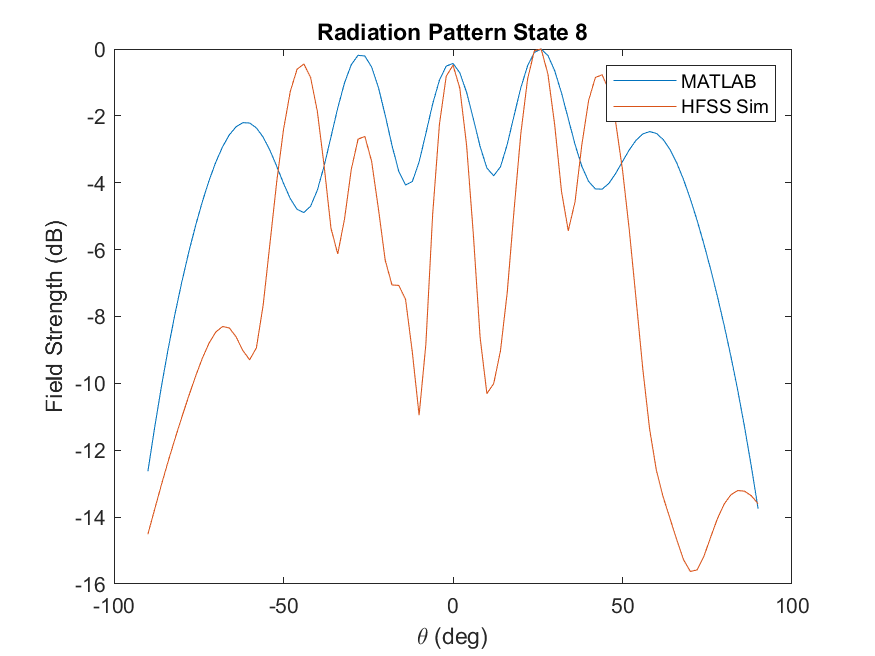 Radiation Pattern State 8
MATLAB
HFSS Sim
Field Strength (dB)
0
-2
-4
-6
-8
-10
-12
-14
-16
-100
-50
0
50
100
θ (deg)